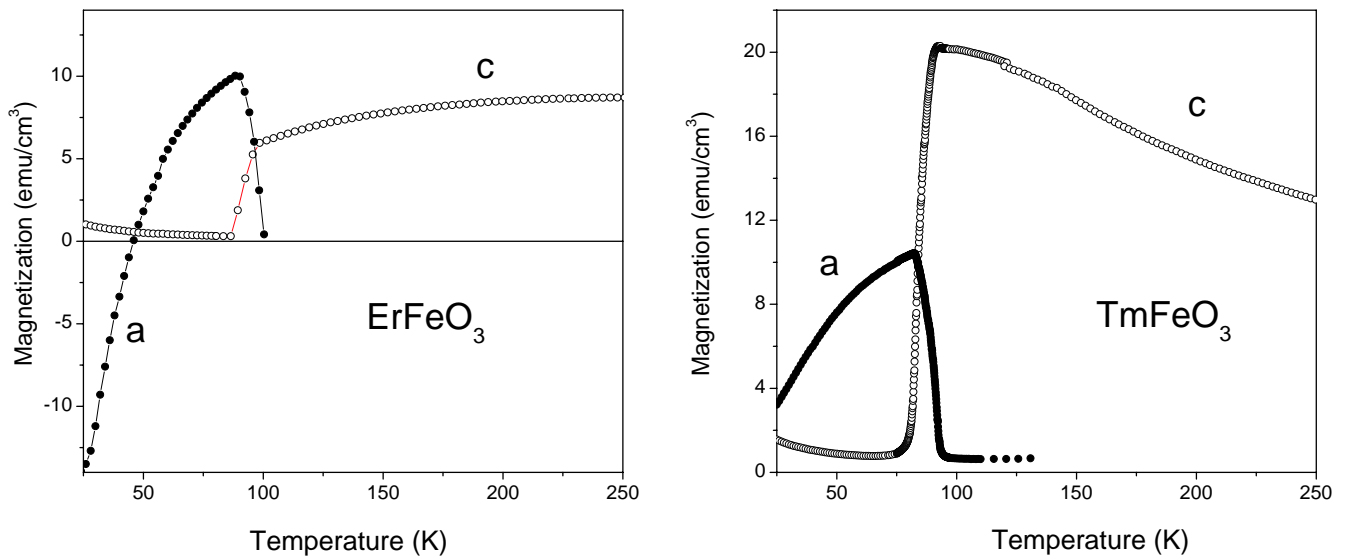 10
5
0
-5
-10
50
100
150
200
250
Magnetization (emu/cm³)
Temperature (K)
c
a
ErFeO₃
20
16
12
8
4
0
50
100
150
200
250
Magnetization (emu/cm³)
Temperature (K)
c
a
TmFeO₃